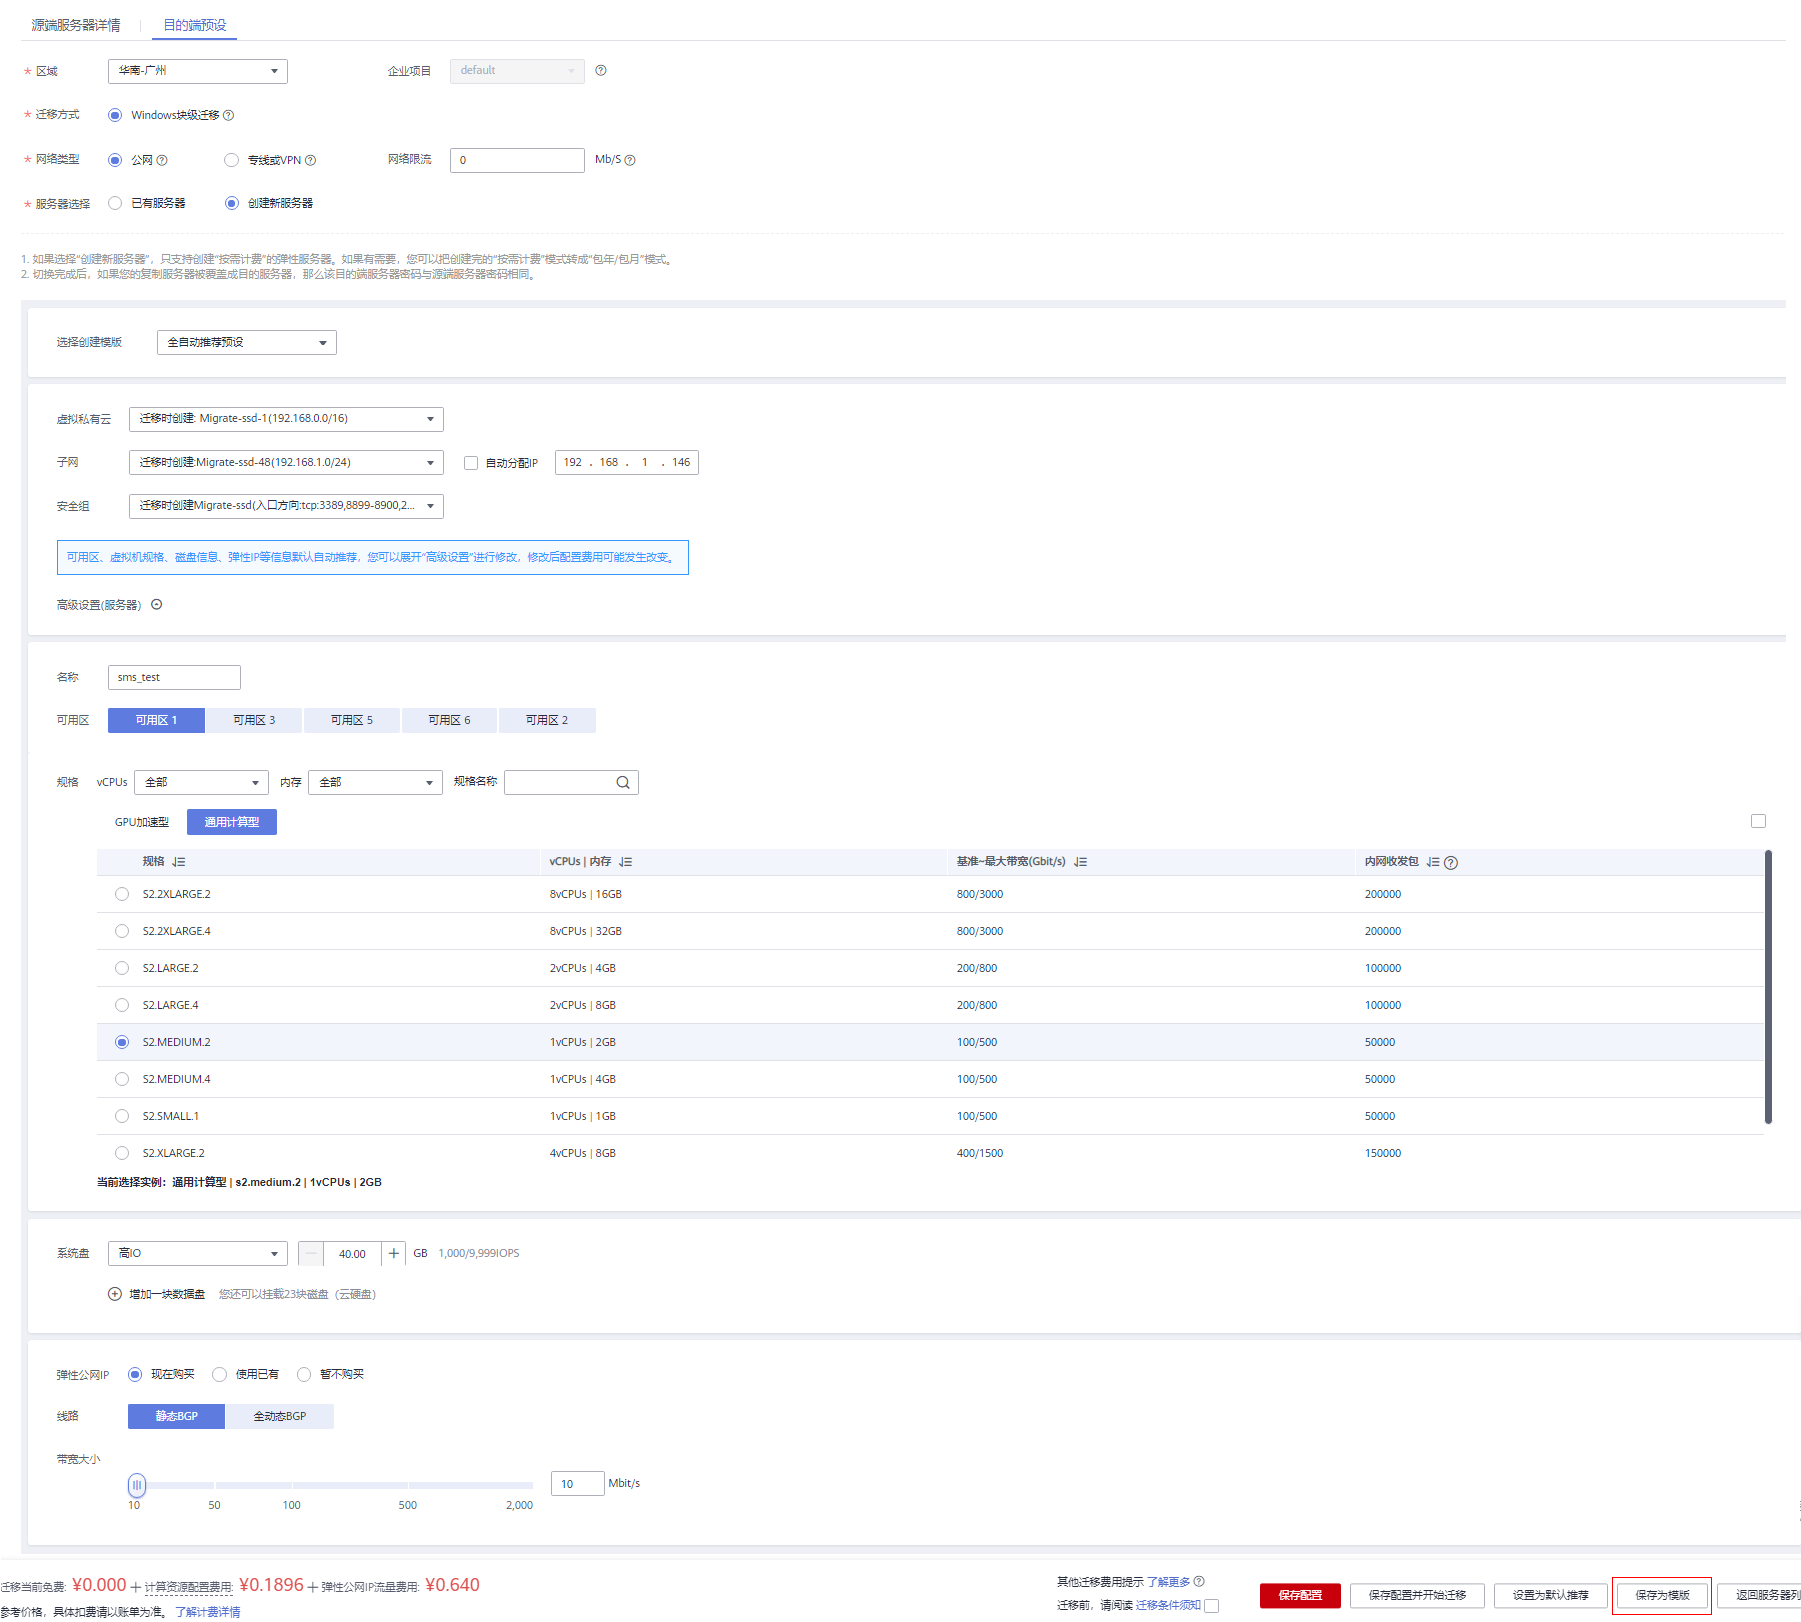 源端服务器详情 目的端预设
* 区域 华南-广州 企业项目 default
* 迁移方式 Windows块级迁移
* 网络类型 公网 专线或VPN 网络限流 0 Mb/S
* 服务器选择 已有服务器 创建新服务器
1. 如果选择“创建新服务器”，只支持创建“按需计费”的弹性服务器。如果有需要，您可以把创建完的“按需计费”模式转成“包年/包月”模式。
2. 切换完成后，如果您的复制服务器被覆盖成目的服务器，那么该目的端服务器密码与源端服务器密码相同。
选择创建模版 全自动推荐预设
虚拟私有云 迁移时创建: Migrate-ssd-1(192.168.0.0/16)
子网 迁移时创建:Migrate-ssd-48(192.168.1.0/24) 自动分配IP 192 . 168 . 1 . 146
安全组 迁移时创建Migrate-ssd(入口方向:tcp:3389,8899-8900,2...
可用区、虚拟机规格、磁盘信息、弹性IP等信息默认自动推荐，您可以展开“高级设置”进行修改，修改后配置费用可能发生改变。
高级设置(服务器)
名称 sms_test
可用区 可用区 1 可用区 3 可用区 5 可用区 6 可用区 2
规格 vCPUs 全部 内存 全部 规格名称
GPU加速型 通用计算型
规格 vCPUs | 内存 基准~最大带宽(Gbit/s) 内网收发包
S2.2XLARGE.2 8vCPUs | 16GB 800/3000 200000
S2.2XLARGE.4 8vCPUs | 32GB 800/3000 200000
S2.LARGE.2 2vCPUs | 4GB 200/800 100000
S2.LARGE.4 2vCPUs | 8GB 200/800 100000
S2.MEDIUM.2 1vCPUs | 2GB 100/500 50000
S2.MEDIUM.4 1vCPUs | 4GB 100/500 50000
S2.SMALL.1 1vCPUs | 1GB 100/500 50000
S2.XLARGE.2 4vCPUs | 8GB 400/1500 150000
当前选择实例：通用计算型 | s2.medium.2 | 1vCPUs | 2GB
系统盘 高IO 40.00 GB 1,000/9,999IOPS
增加一块数据盘 您还可以挂载23块磁盘（云硬盘）
弹性公网IP 现在购买 使用已有 暂不购买
线路 静态BGP 全动态BGP
带宽大小
10 Mbit/s
10 50 100 500 2,000
迁移当前免费: ¥0.000 + 计算资源配置费用: ¥0.1896 + 弹性公网IP流量费用: ¥0.640
参考价格，具体扣费请以账单为准。 了解计费详情
其他迁移费用提示 了解更多
迁移前，请阅读 迁移条件须知
保存配置 保存配置并开始迁移 设置为默认推荐 保存为模版 返回服务器列